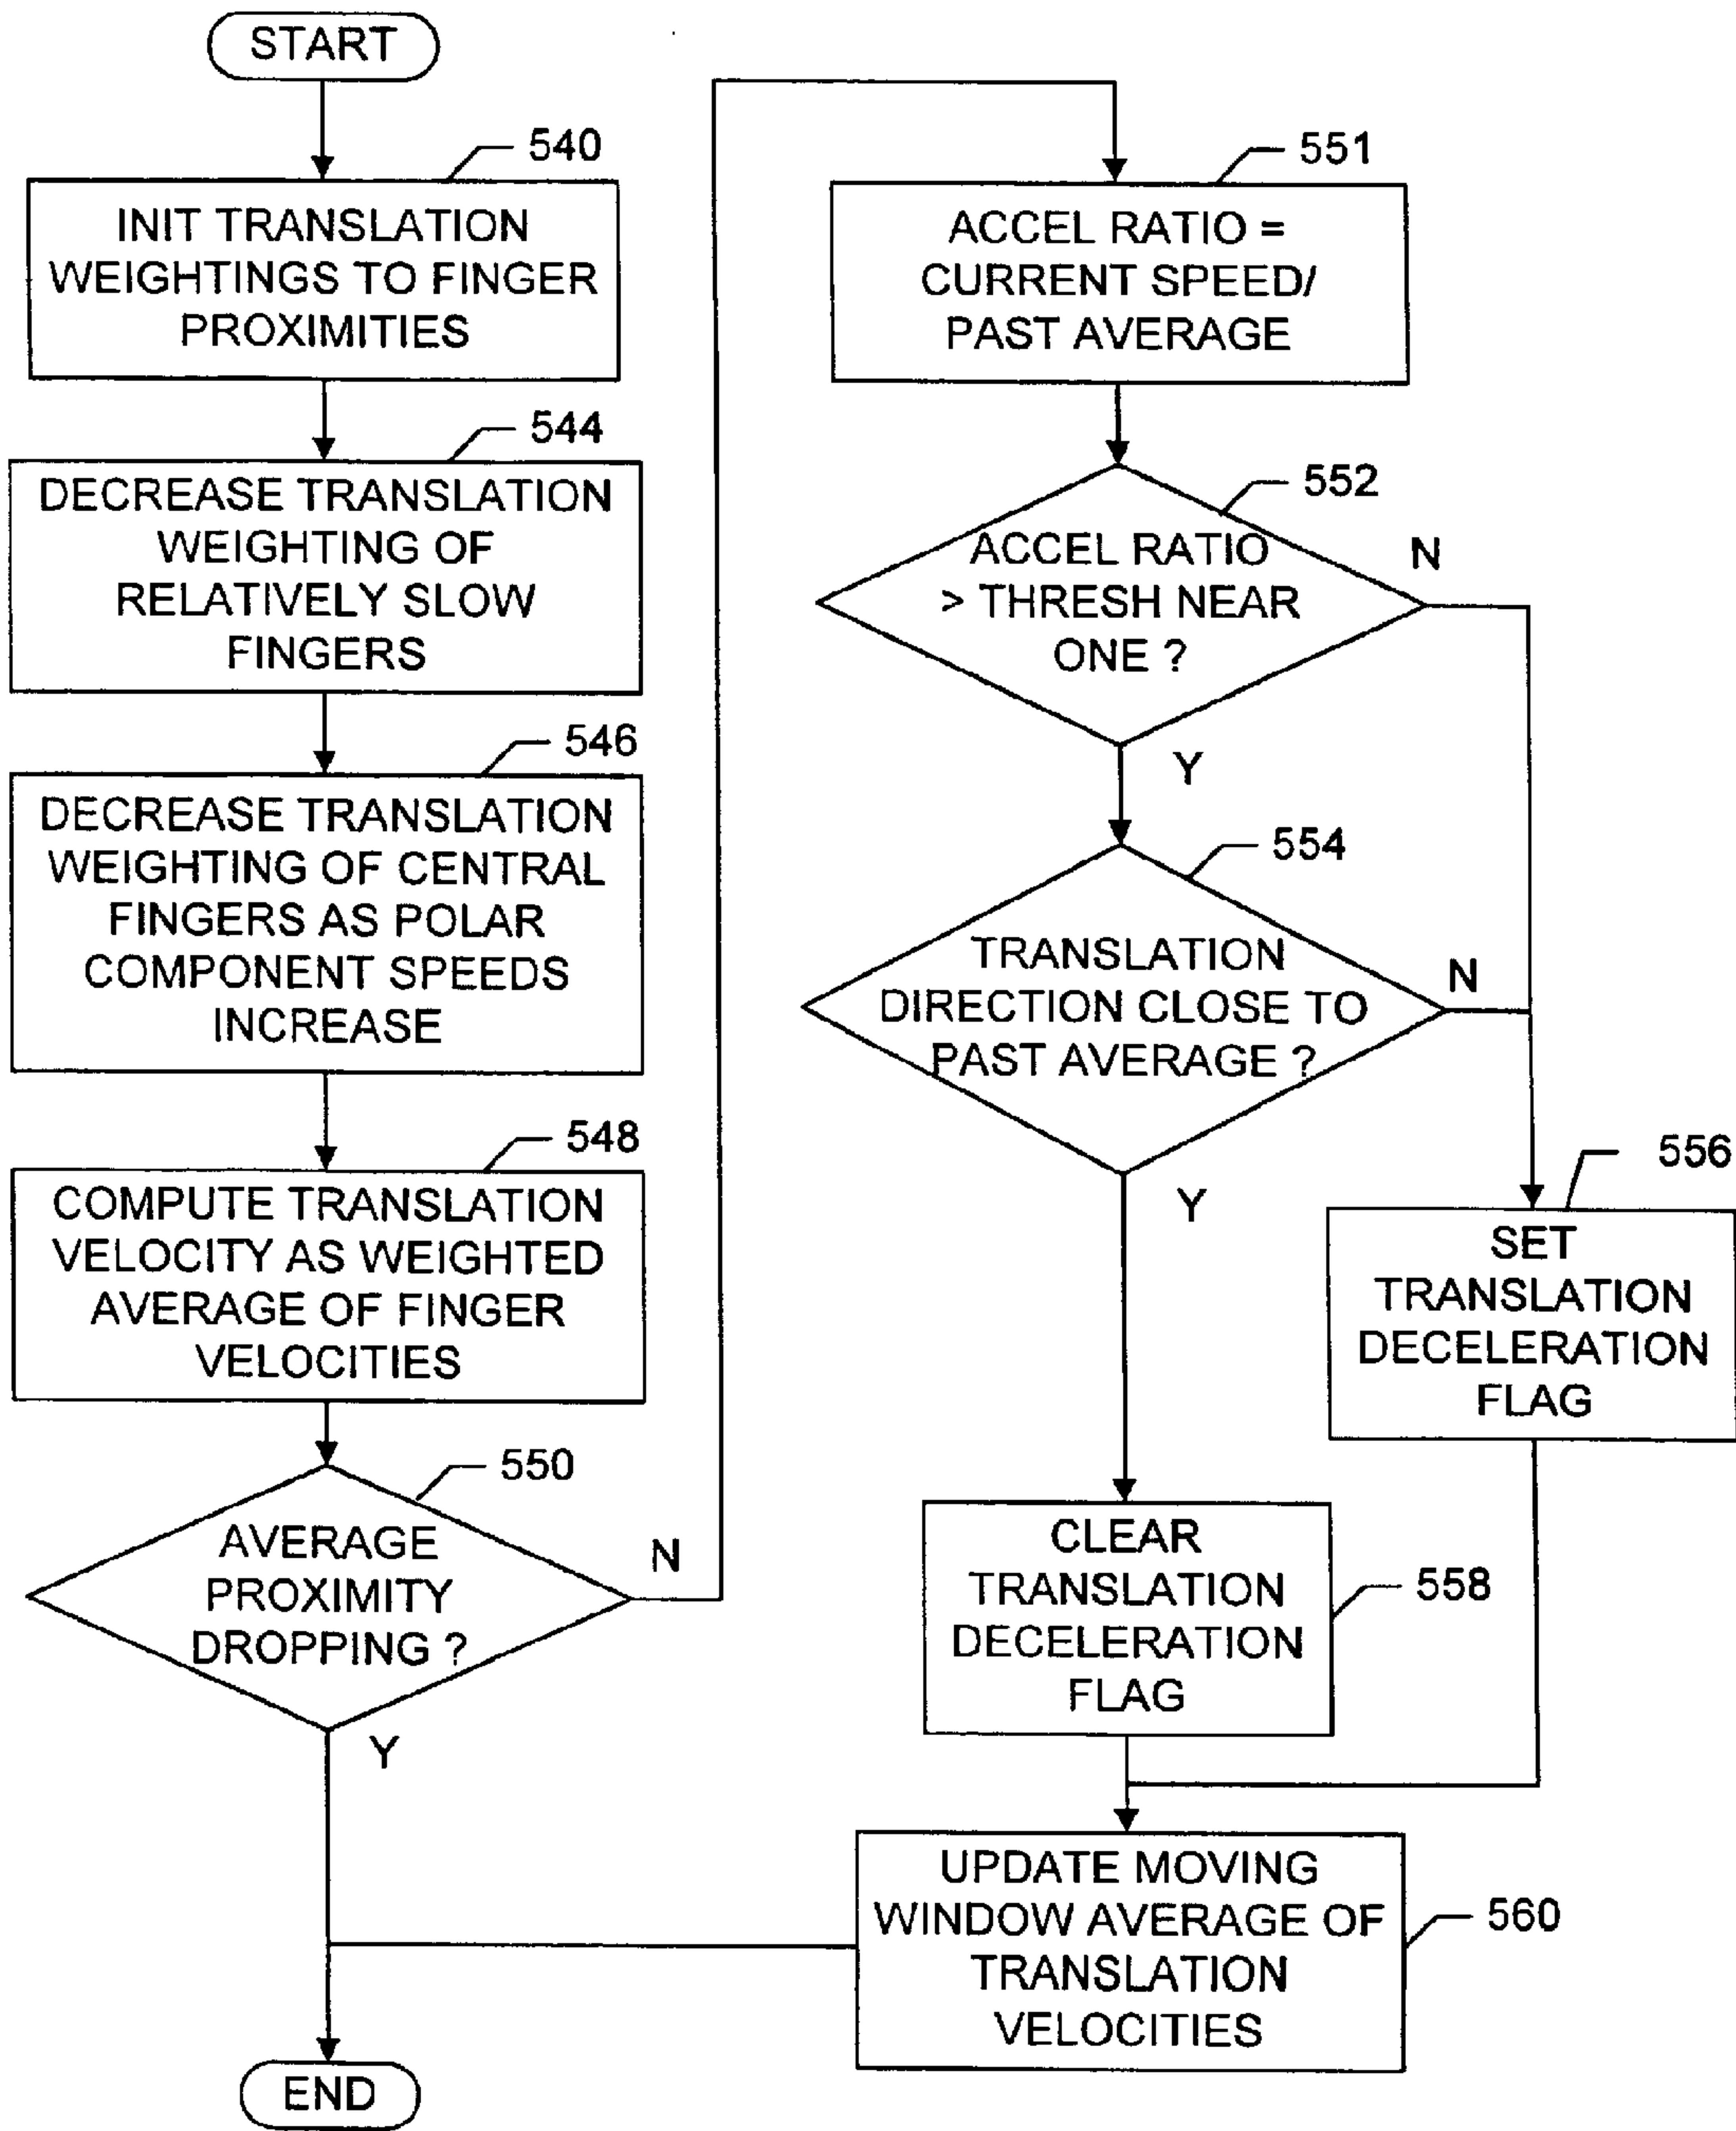 START
540
INIT TRANSLATION
WEIGHTINGS TO FINGER
PROXIMITIES
544
DECREASE TRANSLATION
WEIGHTING OF
RELATIVELY SLOW
FINGERS
546
DECREASE TRANSLATION
WEIGHTING OF CENTRAL
FINGERS AS POLAR
COMPONENT SPEEDS
INCREASE
548
COMPUTE TRANSLATION
VELOCITY AS WEIGHTED
AVERAGE OF FINGER
VELOCITIES
550
AVERAGE
PROXIMITY
DROPPING ?
N
Y
END
551
ACCEL RATIO =
CURRENT SPEED/
PAST AVERAGE
552
ACCEL RATIO
> THRESH NEAR
ONE ?
N
Y
554
TRANSLATION
DIRECTION CLOSE TO
PAST AVERAGE ?
N
Y
556
SET
TRANSLATION
DECELERATION
FLAG
CLEAR
TRANSLATION
DECELERATION
FLAG
558
UPDATE MOVING
WINDOW AVERAGE OF
TRANSLATION
VELOCITIES
560